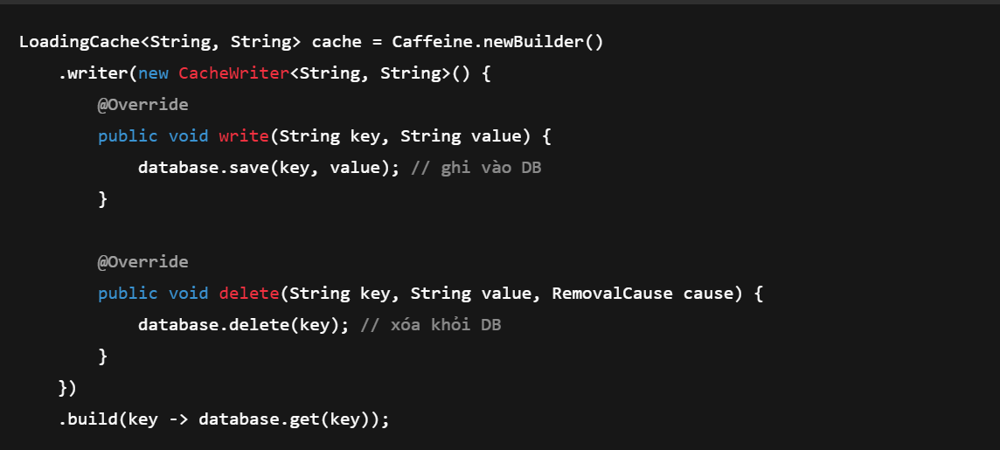 LoadingCache<String, String> cache = Caffeine.newBuilder()
    .writer(new CacheWriter<String, String>() {
        @Override
        public void write(String key, String value) {
            database.save(key, value); // ghi vào DB
        }

        @Override
        public void delete(String key, String value, RemovalCause cause) {
            database.delete(key); // xóa khỏi DB
        }
    })
    .build(key -> database.get(key));